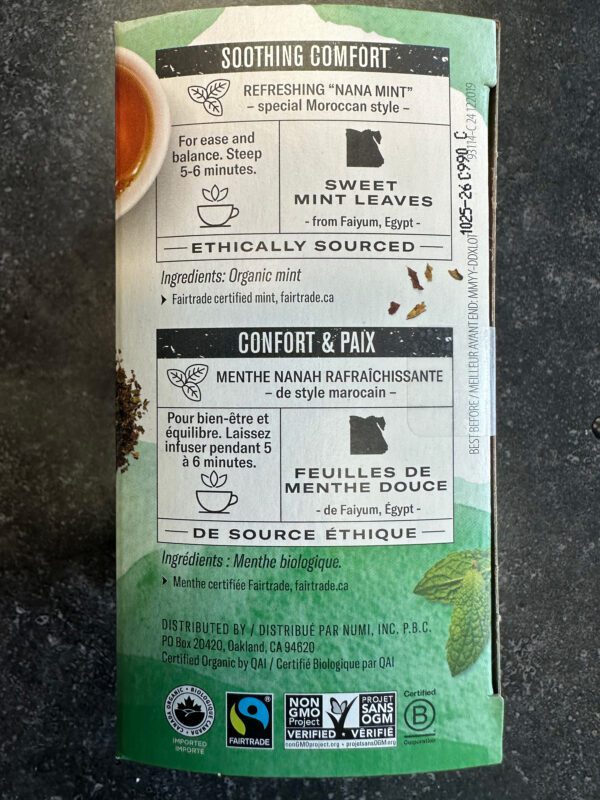 SOOTHING COMFORT
REFRESHING “NANA MINT”
– special Moroccan style –
For ease and
balance. Steep
5-6 minutes.
SWEET
MINT LEAVES
- from Faiyum, Egypt -
ETHICALLY SOURCED
Ingredients: Organic mint
Fairtrade certified mint, fairtrade.ca
CONFORT & PAIX
MENTHE NANAH RAFRAÎCHISSANTE
– de style marocain –
Pour bien-être et
équilibre. Laissez
infuser pendant 5
à 6 minutes.
FEUILLES DE
MENTHE DOUCE
- de Faiyum, Égypt -
DE SOURCE ÉTHIQUE
Ingrédients : Menthe biologique.
Menthe certifiée Fairtrade, fairtrade.ca
DISTRIBUTED BY / DISTRIBUÉ PAR NUMI, INC. P.B.C.
PO Box 20420, Oakland, CA 94620
Certified Organic by QAI / Certifié Biologique par QAI
ORGANIC • BIOLOGIQUE
CANADA
IMPORTED
IMPORTÉ
FAIRTRADE
NON
GMO
Project
VERIFIED
nonGMOproject.org
PROJET
SANS
OGM
VÉRIFIÉ
projetsansOGM.org
Certified
B
Corporation
BEST BEFORE / MEILLEUR AVANT END: MMYY-DDXLOT
1025-26 C990 C
93114-C 24122019